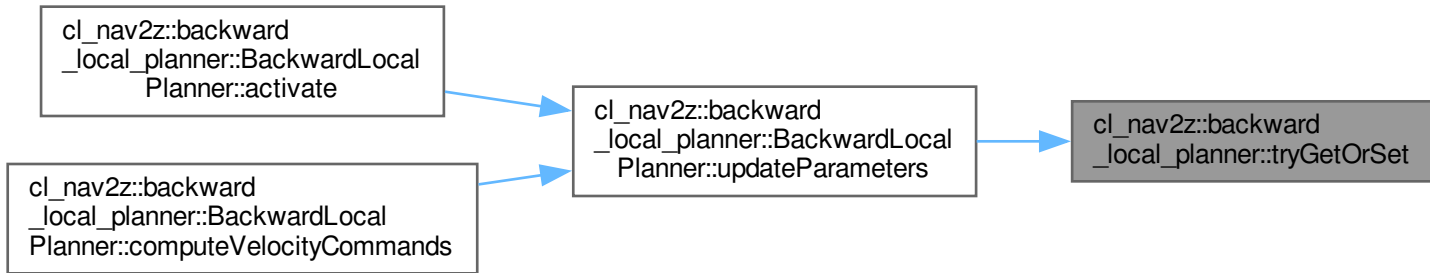 cl_nav2z::backward
_local_planner::BackwardLocal
Planner::activate
cl_nav2z::backward
_local_planner::BackwardLocal
Planner::computeVelocityCommands
cl_nav2z::backward
_local_planner::BackwardLocal
Planner::updateParameters
cl_nav2z::backward
_local_planner::tryGetOrSet